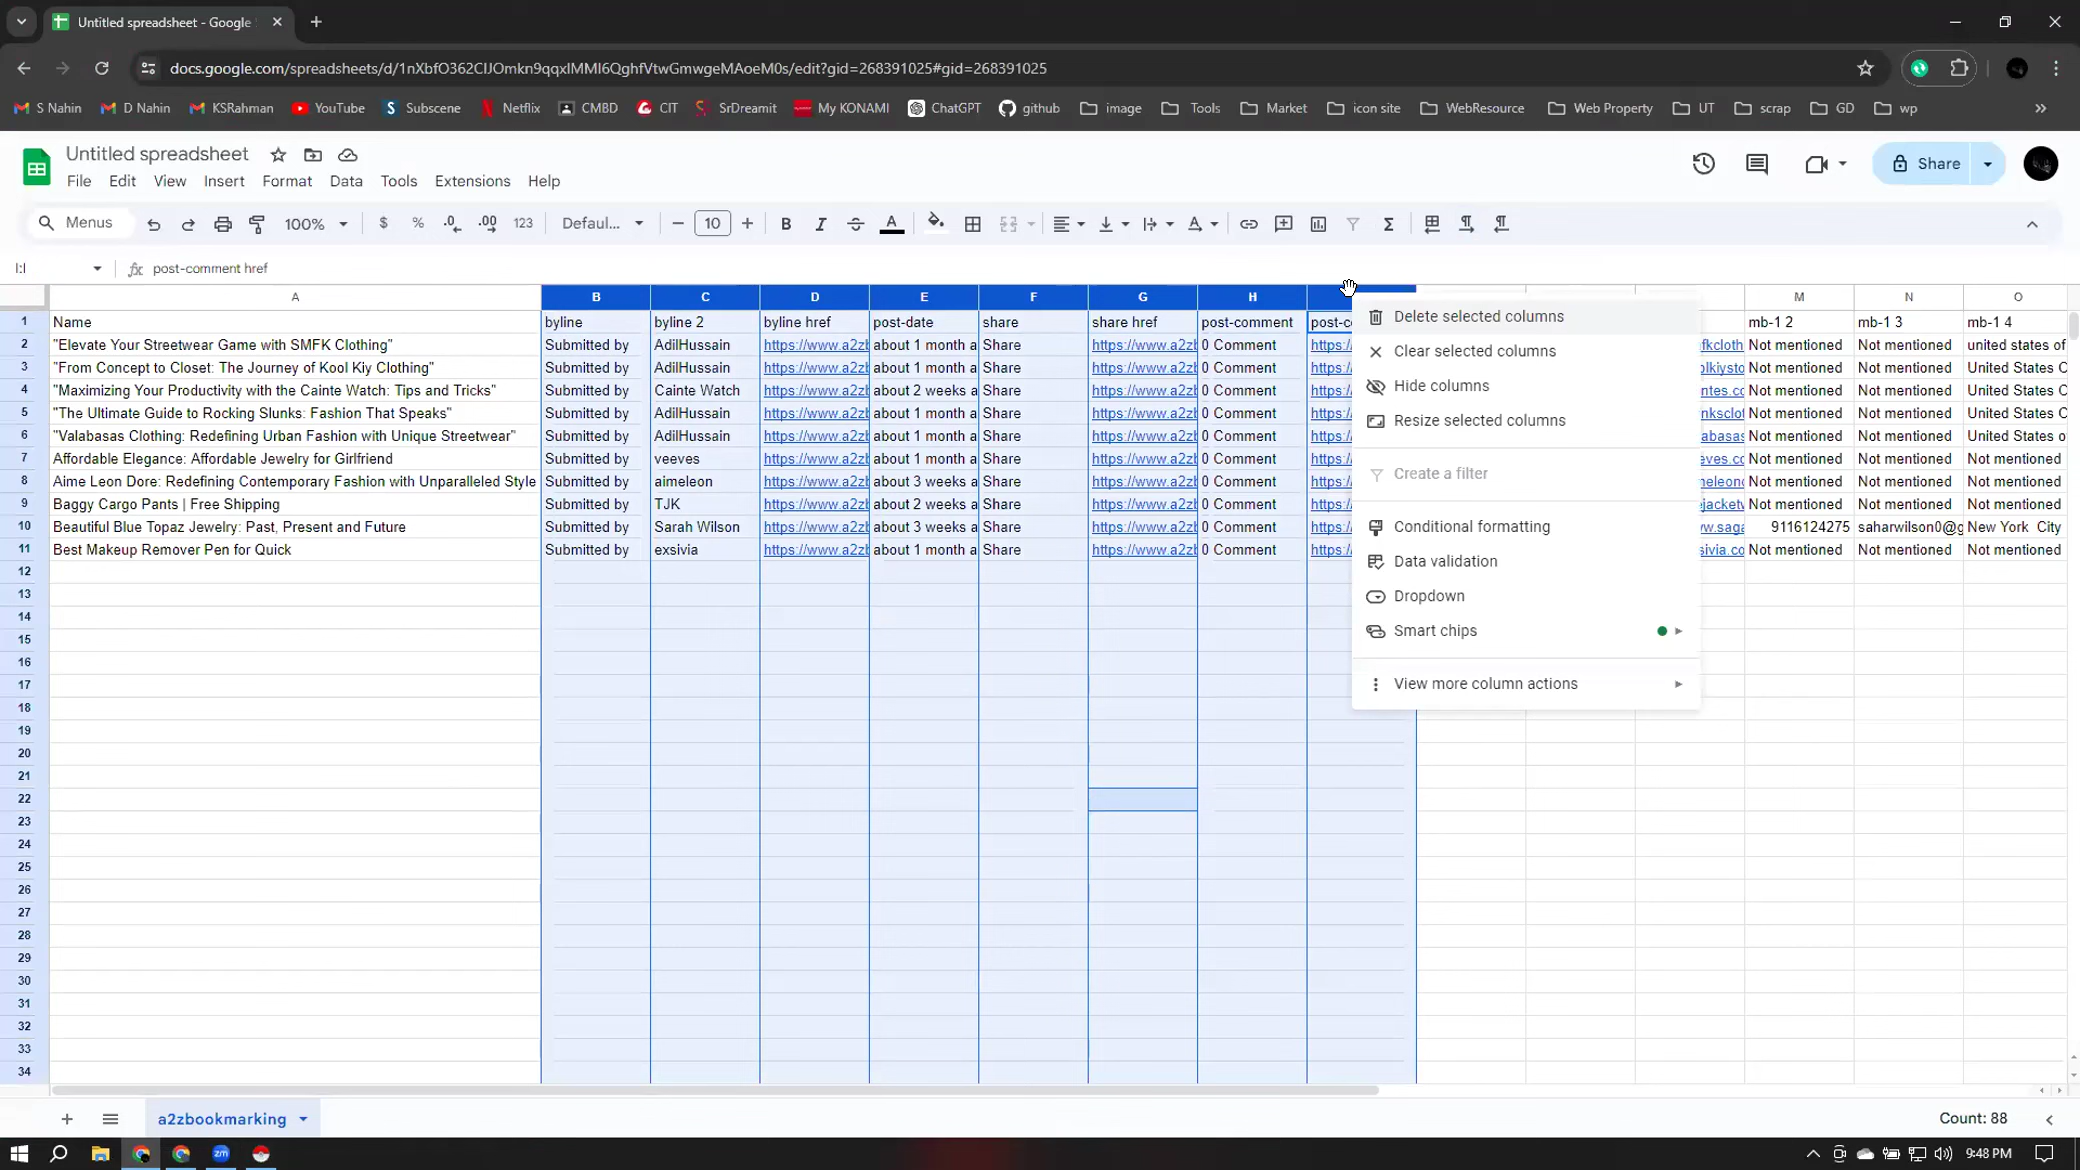 Untitled spreadsheet - Google
docs.google.com/spreadsheets/d/1nXbfO362CIJOmkn9qqxlMMI6QghfVtwGmwgeMAoeM0s/edit?gid=268391025#gid=268391025
S Nahin D Nahin KSRahman YouTube Subscene Netflix CMBD CIT SrDreamit My KONAMI ChatGPT github image Tools Market icon site WebResource Web Property UT scrap GD wp
Untitled spreadsheet
Share
File Edit View Insert Format Data Tools Extensions Help
Menus 100% $ % .0 .00 123 Defaul... 10 B I A
I:I fx post-comment href
A B C D E F G H M N O
1 Name byline byline 2 byline href post-date share share href post-comment post-c mb-1 2 mb-1 3 mb-1 4
2 "Elevate Your Streetwear Game with SMFK Clothing" Submitted by AdilHussain https://www.a2zb about 1 month a Share https://www.a2zb 0 Comment https:/ fkcloth Not mentioned Not mentioned united states of
3 "From Concept to Closet: The Journey of Kool Kiy Clothing" Submitted by AdilHussain https://www.a2zb about 1 month a Share https://www.a2zb 0 Comment https:/ olkiysto Not mentioned Not mentioned United States O
4 "Maximizing Your Productivity with the Cainte Watch: Tips and Tricks" Submitted by Cainte Watch https://www.a2zb about 2 weeks a Share https://www.a2zb 0 Comment https:/ ntes.co Not mentioned Not mentioned United States C
5 "The Ultimate Guide to Rocking Slunks: Fashion That Speaks" Submitted by AdilHussain https://www.a2zb about 1 month a Share https://www.a2zb 0 Comment https:/ nksclot Not mentioned Not mentioned United States O
6 "Valabasas Clothing: Redefining Urban Fashion with Unique Streetwear" Submitted by AdilHussain https://www.a2zb about 1 month a Share https://www.a2zb 0 Comment https:/ abasas Not mentioned Not mentioned United States of
7 Affordable Elegance: Affordable Jewelry for Girlfriend Submitted by veeves https://www.a2zb about 1 month a Share https://www.a2zb 0 Comment https:/ eves.co Not mentioned Not mentioned Not mentioned
8 Aime Leon Dore: Redefining Contemporary Fashion with Unparalleled Style Submitted by aimeleon https://www.a2zb about 3 weeks a Share https://www.a2zb 0 Comment https:/ meleond Not mentioned Not mentioned Not mentioned
9 Baggy Cargo Pants | Free Shipping Submitted by TJK https://www.a2zb about 2 weeks a Share https://www.a2zb 0 Comment https:/ ejacketv Not mentioned Not mentioned Not mentioned
10 Beautiful Blue Topaz Jewelry: Past, Present and Future Submitted by Sarah Wilson https://www.a2zb about 3 weeks a Share https://www.a2zb 0 Comment https:/ vw.saga 9116124275 saharwilson0@g New York City
11 Best Makeup Remover Pen for Quick Submitted by exsivia https://www.a2zb about 1 month a Share https://www.a2zb 0 Comment https:/ sivia.co Not mentioned Not mentioned Not mentioned
12
13
14
15
16
17
18
19
20
21
22
23
24
25
26
27
28
29
30
31
32
33
34
Delete selected columns
Clear selected columns
Hide columns
Resize selected columns
Create a filter
Conditional formatting
Data validation
Dropdown
Smart chips
View more column actions
a2zbookmarking
Count: 88
zm
9:48 PM